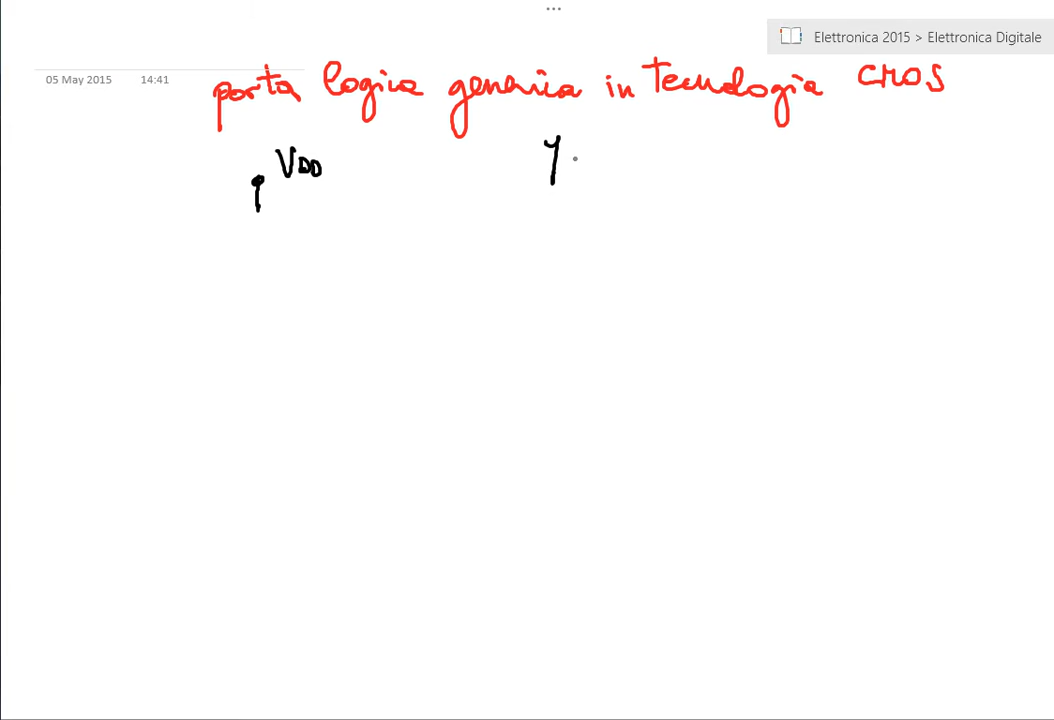 Elettronica 2015 > Elettronica Digitale
05 May 2015 14:41
porta logica generica in tecnologia CMOS
VDD
Y